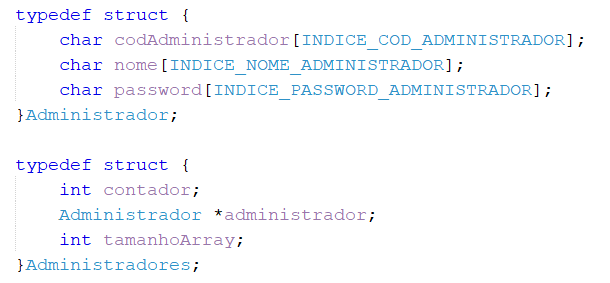 typedef struct {
char codAdministrador[INDICE_COD_ADMINISTRADOR];
char nome[INDICE_NOME_ADMINISTRADOR];
char password[INDICE_PASSWORD_ADMINISTRADOR];
}Administrador;
typedef struct {
int contador;
Administrador *administrador;
int tamanhoArray;
}Administradores;